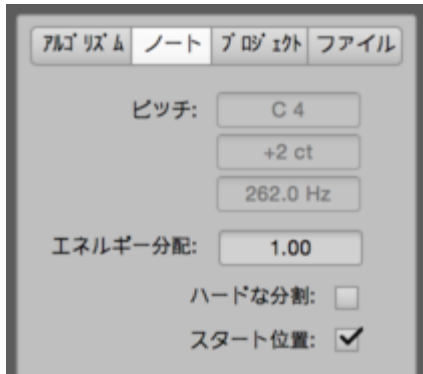 ｱﾙｺﾞﾘｽﾞﾑ ノート ﾌﾟﾛｼﾞｪｸﾄ ファイル
ピッチ: C 4
+2 ct
262.0 Hz
エネルギー分配: 1.00
ハードな分割:
スタート位置: